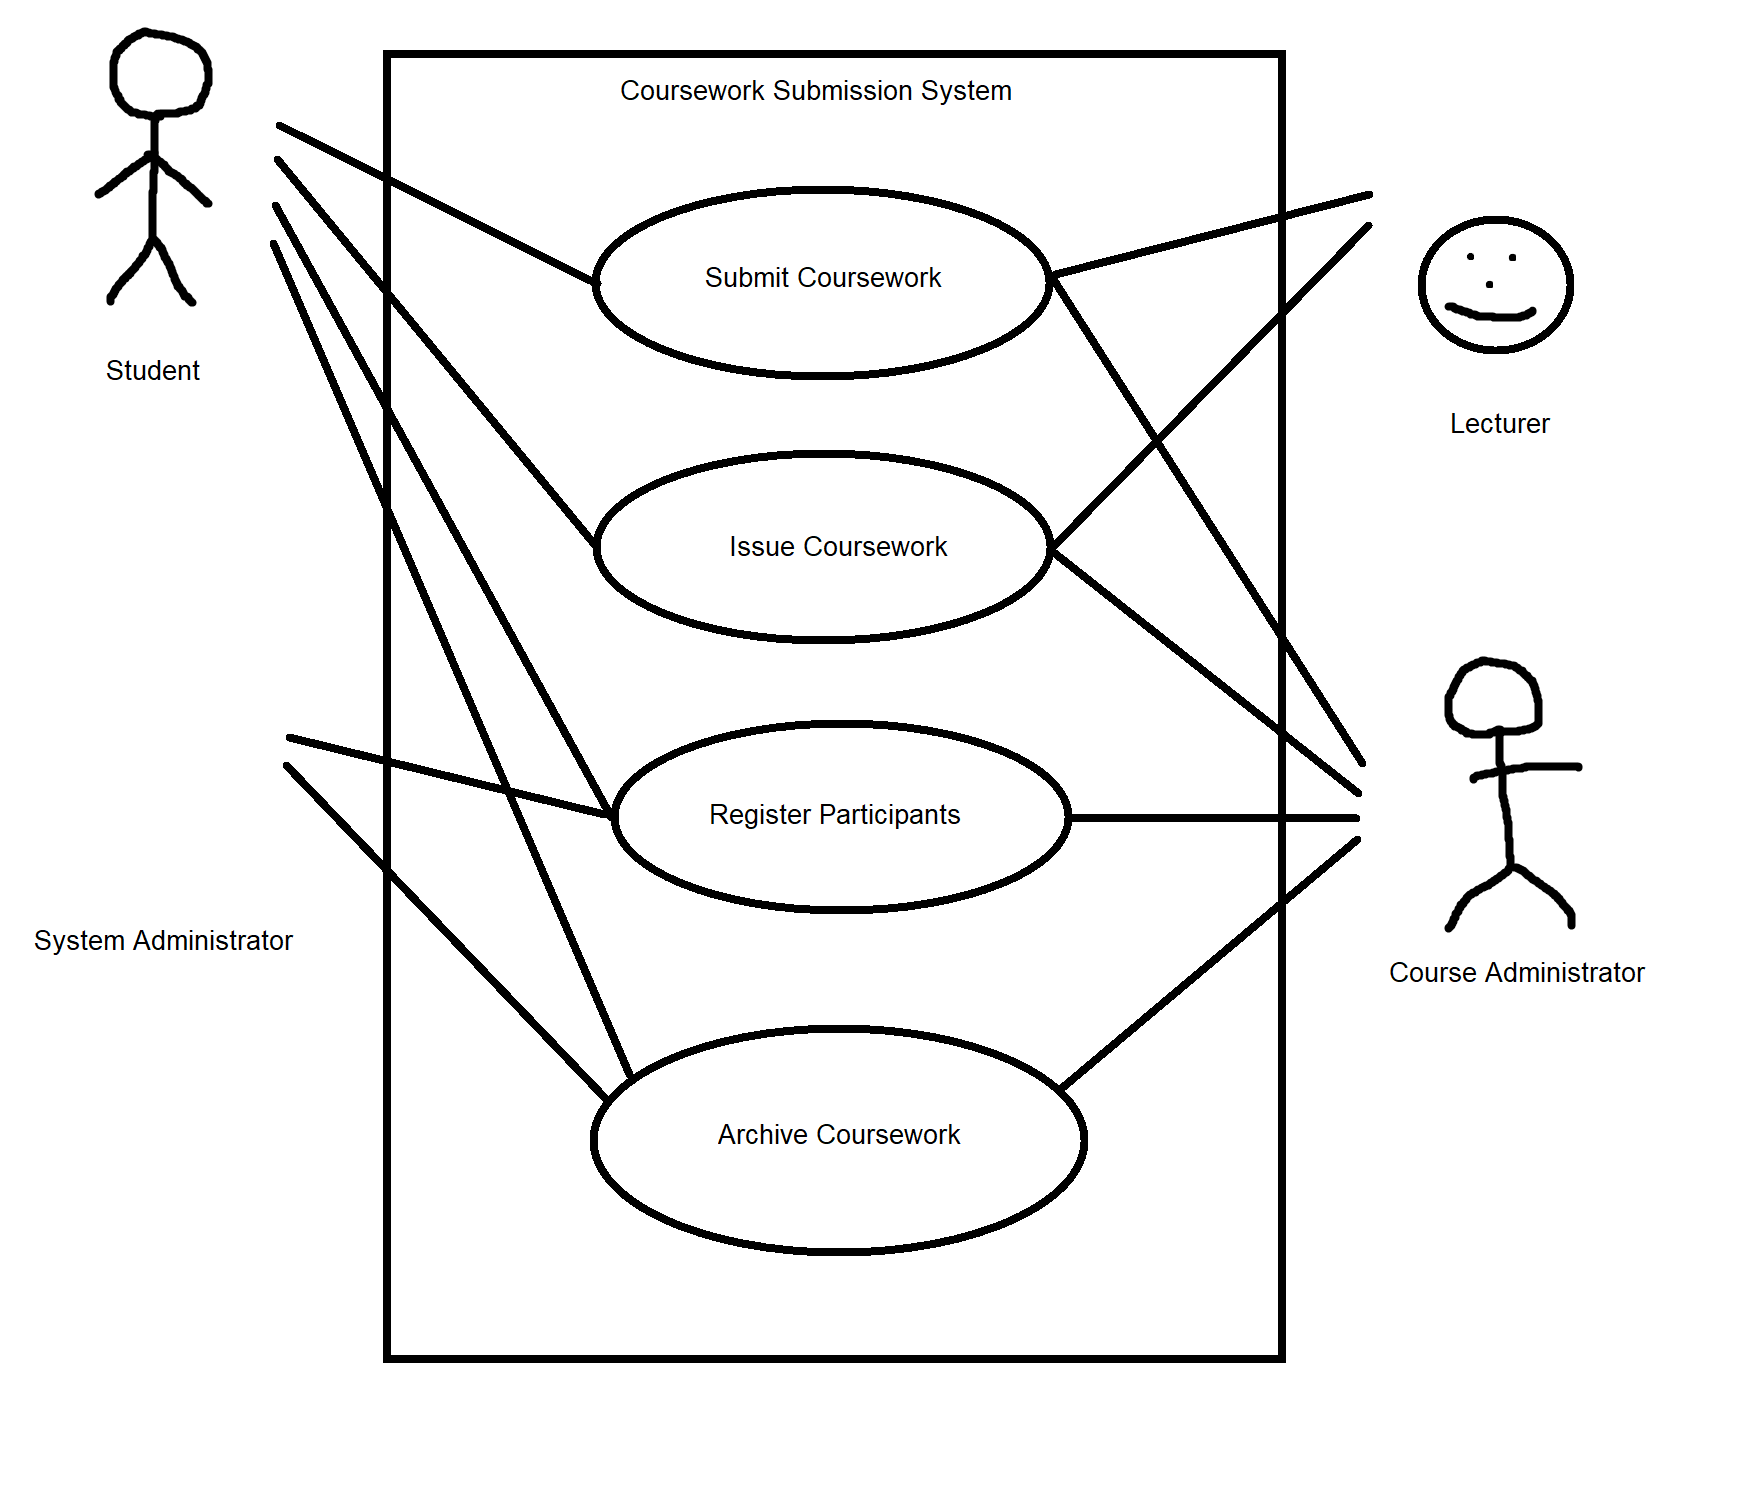 Coursework Submission System
Submit Coursework
Student
Lecturer
Issue Coursework
Register Participants
System Administrator
Course Administrator
Archive Coursework